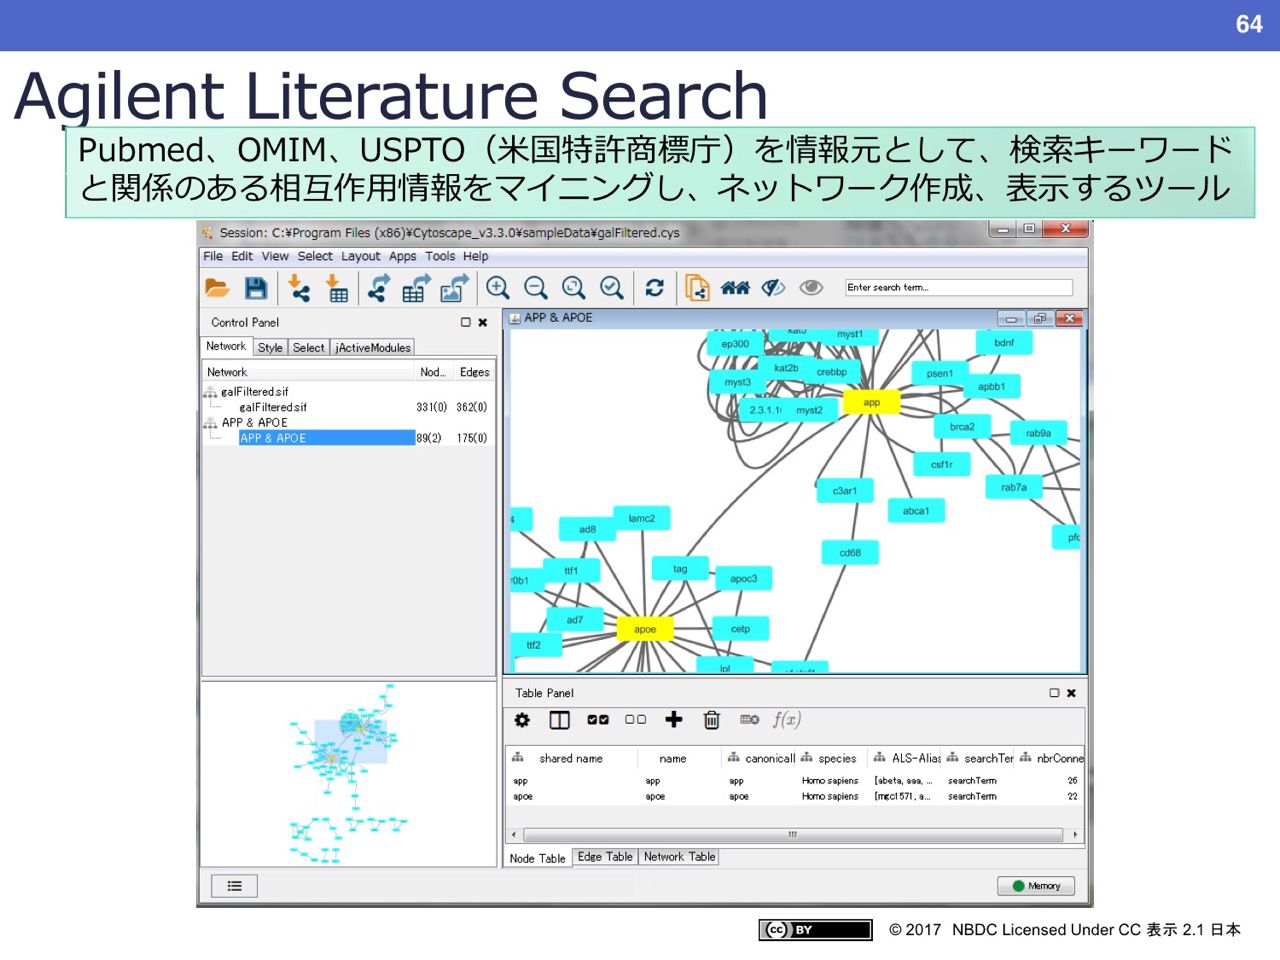 64
Agilent Literature Search
Pubmed、OMIM、USPTO（米国特許商標庁）を情報元として、検索キーワード
と関係のある相互作用情報をマイニングし、ネットワーク作成、表示するツール
Session: C:¥Program Files (x86)¥Cytoscape_v3.3.0¥sampleData¥galFiltered.cys
File Edit View Select Layout Apps Tools Help
Enter search term...
Control Panel
Network Style Select jActiveModules
Network Nod... Edges
galFiltered.sif
galFiltered.sif 331(0) 362(0)
APP & APOE
APP & APOE 89(2) 175(0)
APP & APOE
kat5
myst1
ep300
bdnf
kat2b
crebbp
psen1
myst3
apbb1
app
2.3.1.1
myst2
brca2
rab9a
csf1r
c3ar1
rab7a
abca1
4
lamc2
ad8
pfc
cd68
ttf1
tag
r0b1
apoc3
ad7
apoe
cetp
ttf2
lpl
Table Panel
f(x)
shared name name canonicall species ALS-Alias searchTer nbrConne
app app app Homo sapiens [abeta, aaa, ... searchTerm 26
apoe apoe apoe Homo sapiens [mgc1571, a... searchTerm 22
Node Table Edge Table Network Table
Memory
cc BY
© 2017 NBDC Licensed Under CC 表示 2.1 日本